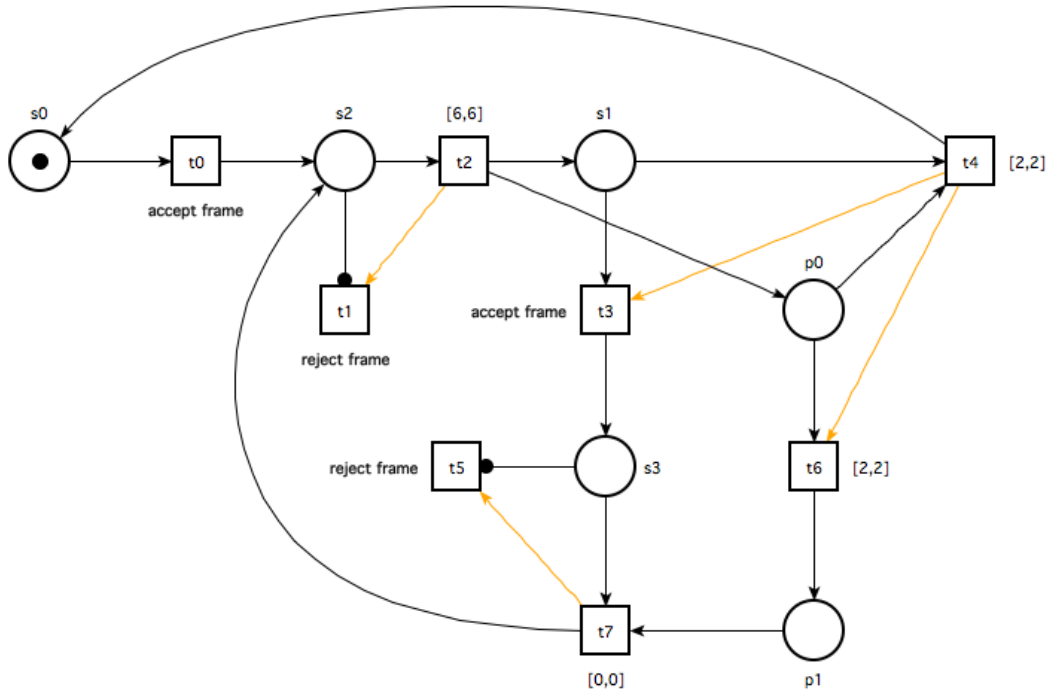 s0
s2
[6,6]
s1
t0
t2
t4
[2,2]
accept frame
p0
t1
accept frame
t3
reject frame
reject frame
t5
s3
t6
[2,2]
t7
[0,0]
p1